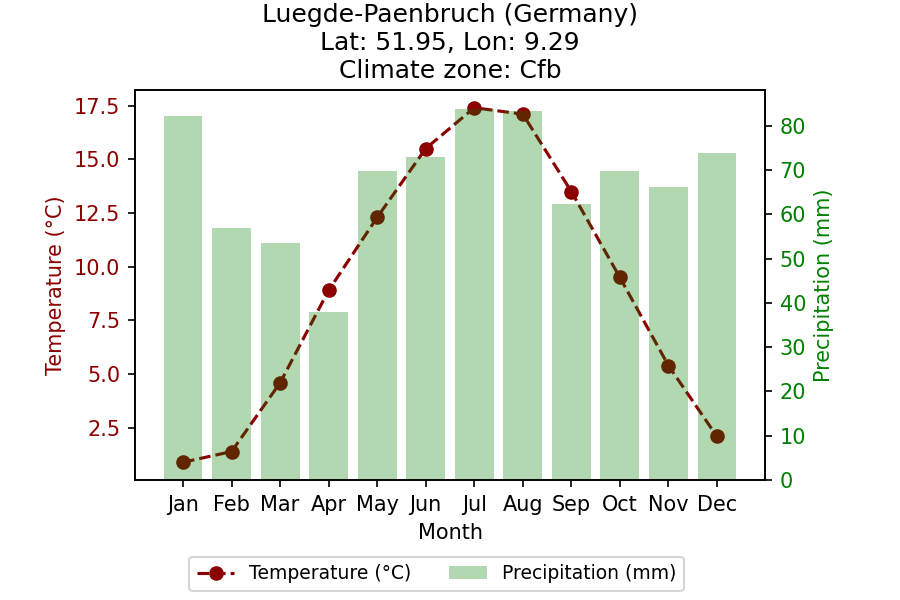 Luegde-Paenbruch (Germany)
Lat: 51.95, Lon: 9.29
Climate zone: Cfb
Temperature (°C)
17.5
15.0
12.5
10.0
7.5
5.0
2.5
Precipitation (mm)
80
70
60
50
40
30
20
10
0
Jan Feb Mar Apr May Jun Jul Aug Sep Oct Nov Dec
Month
Temperature (°C) Precipitation (mm)